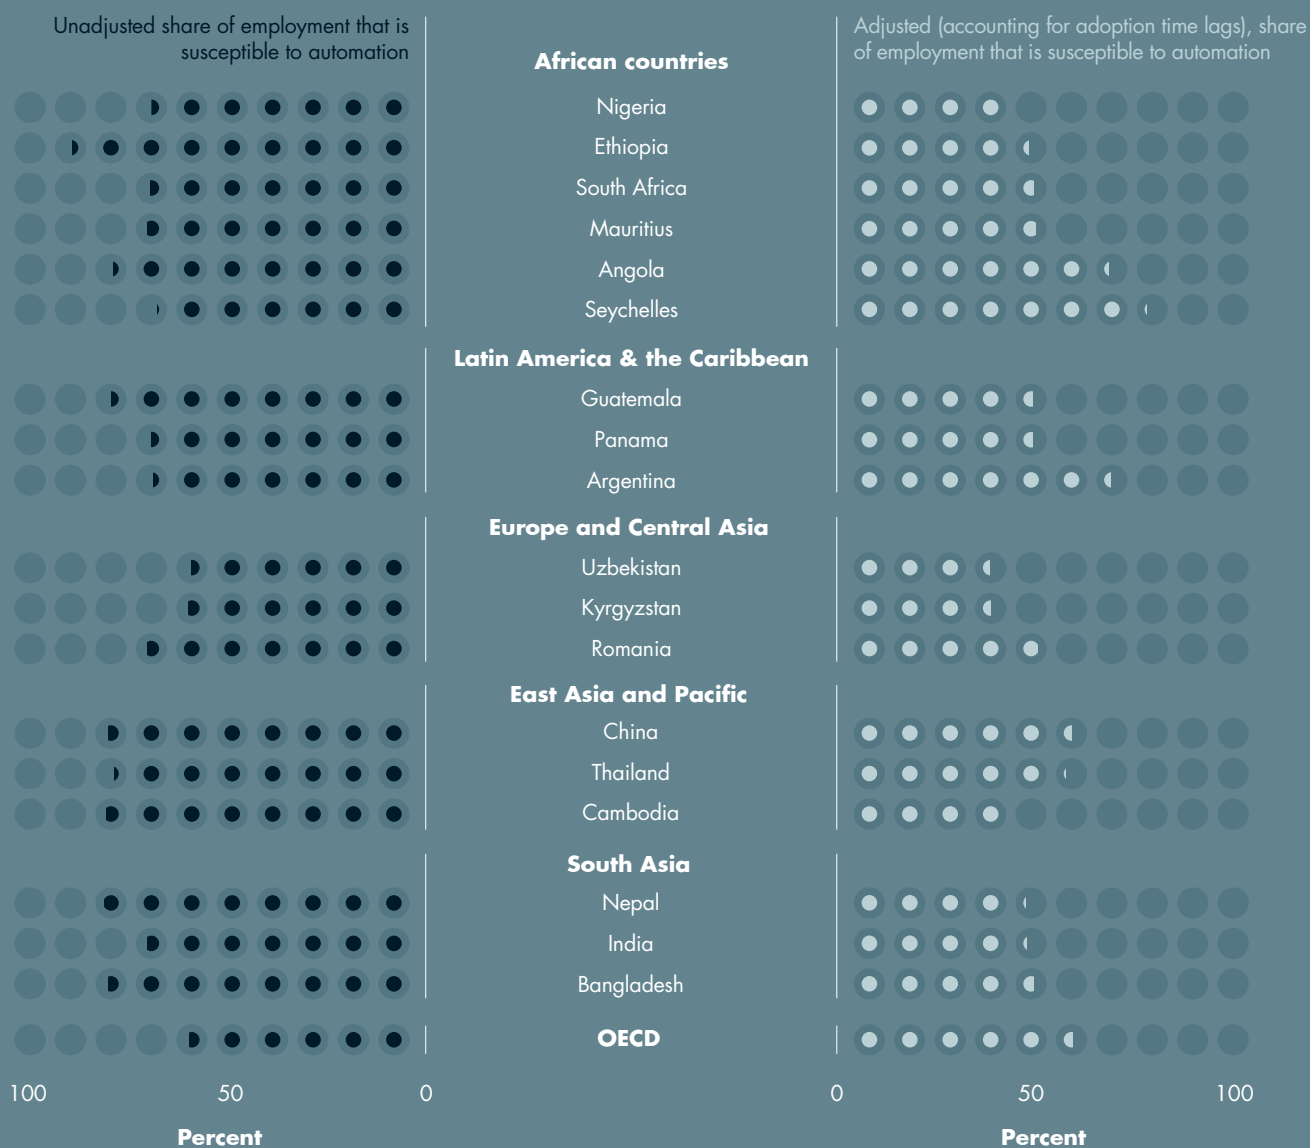 Unadjusted share of employment that is
susceptible to automation
Adjusted (accounting for adoption time lags), share
of employment that is susceptible to automation
African countries
Nigeria
Ethiopia
South Africa
Mauritius
Angola
Seychelles
Latin America & the Caribbean
Guatemala
Panama
Argentina
Europe and Central Asia
Uzbekistan
Kyrgyzstan
Romania
East Asia and Pacific
China
Thailand
Cambodia
South Asia
Nepal
India
Bangladesh
OECD
100 50 0 0 50 100
Percent Percent